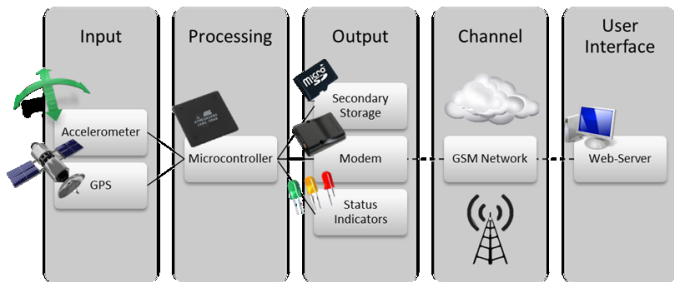 Input
Processing
Output
Channel
User
Interface
Accelerometer
GPS
Microcontroller
micro
SD
Secondary
Storage
Modem
Status
Indicators
GSM Network
Web-Server